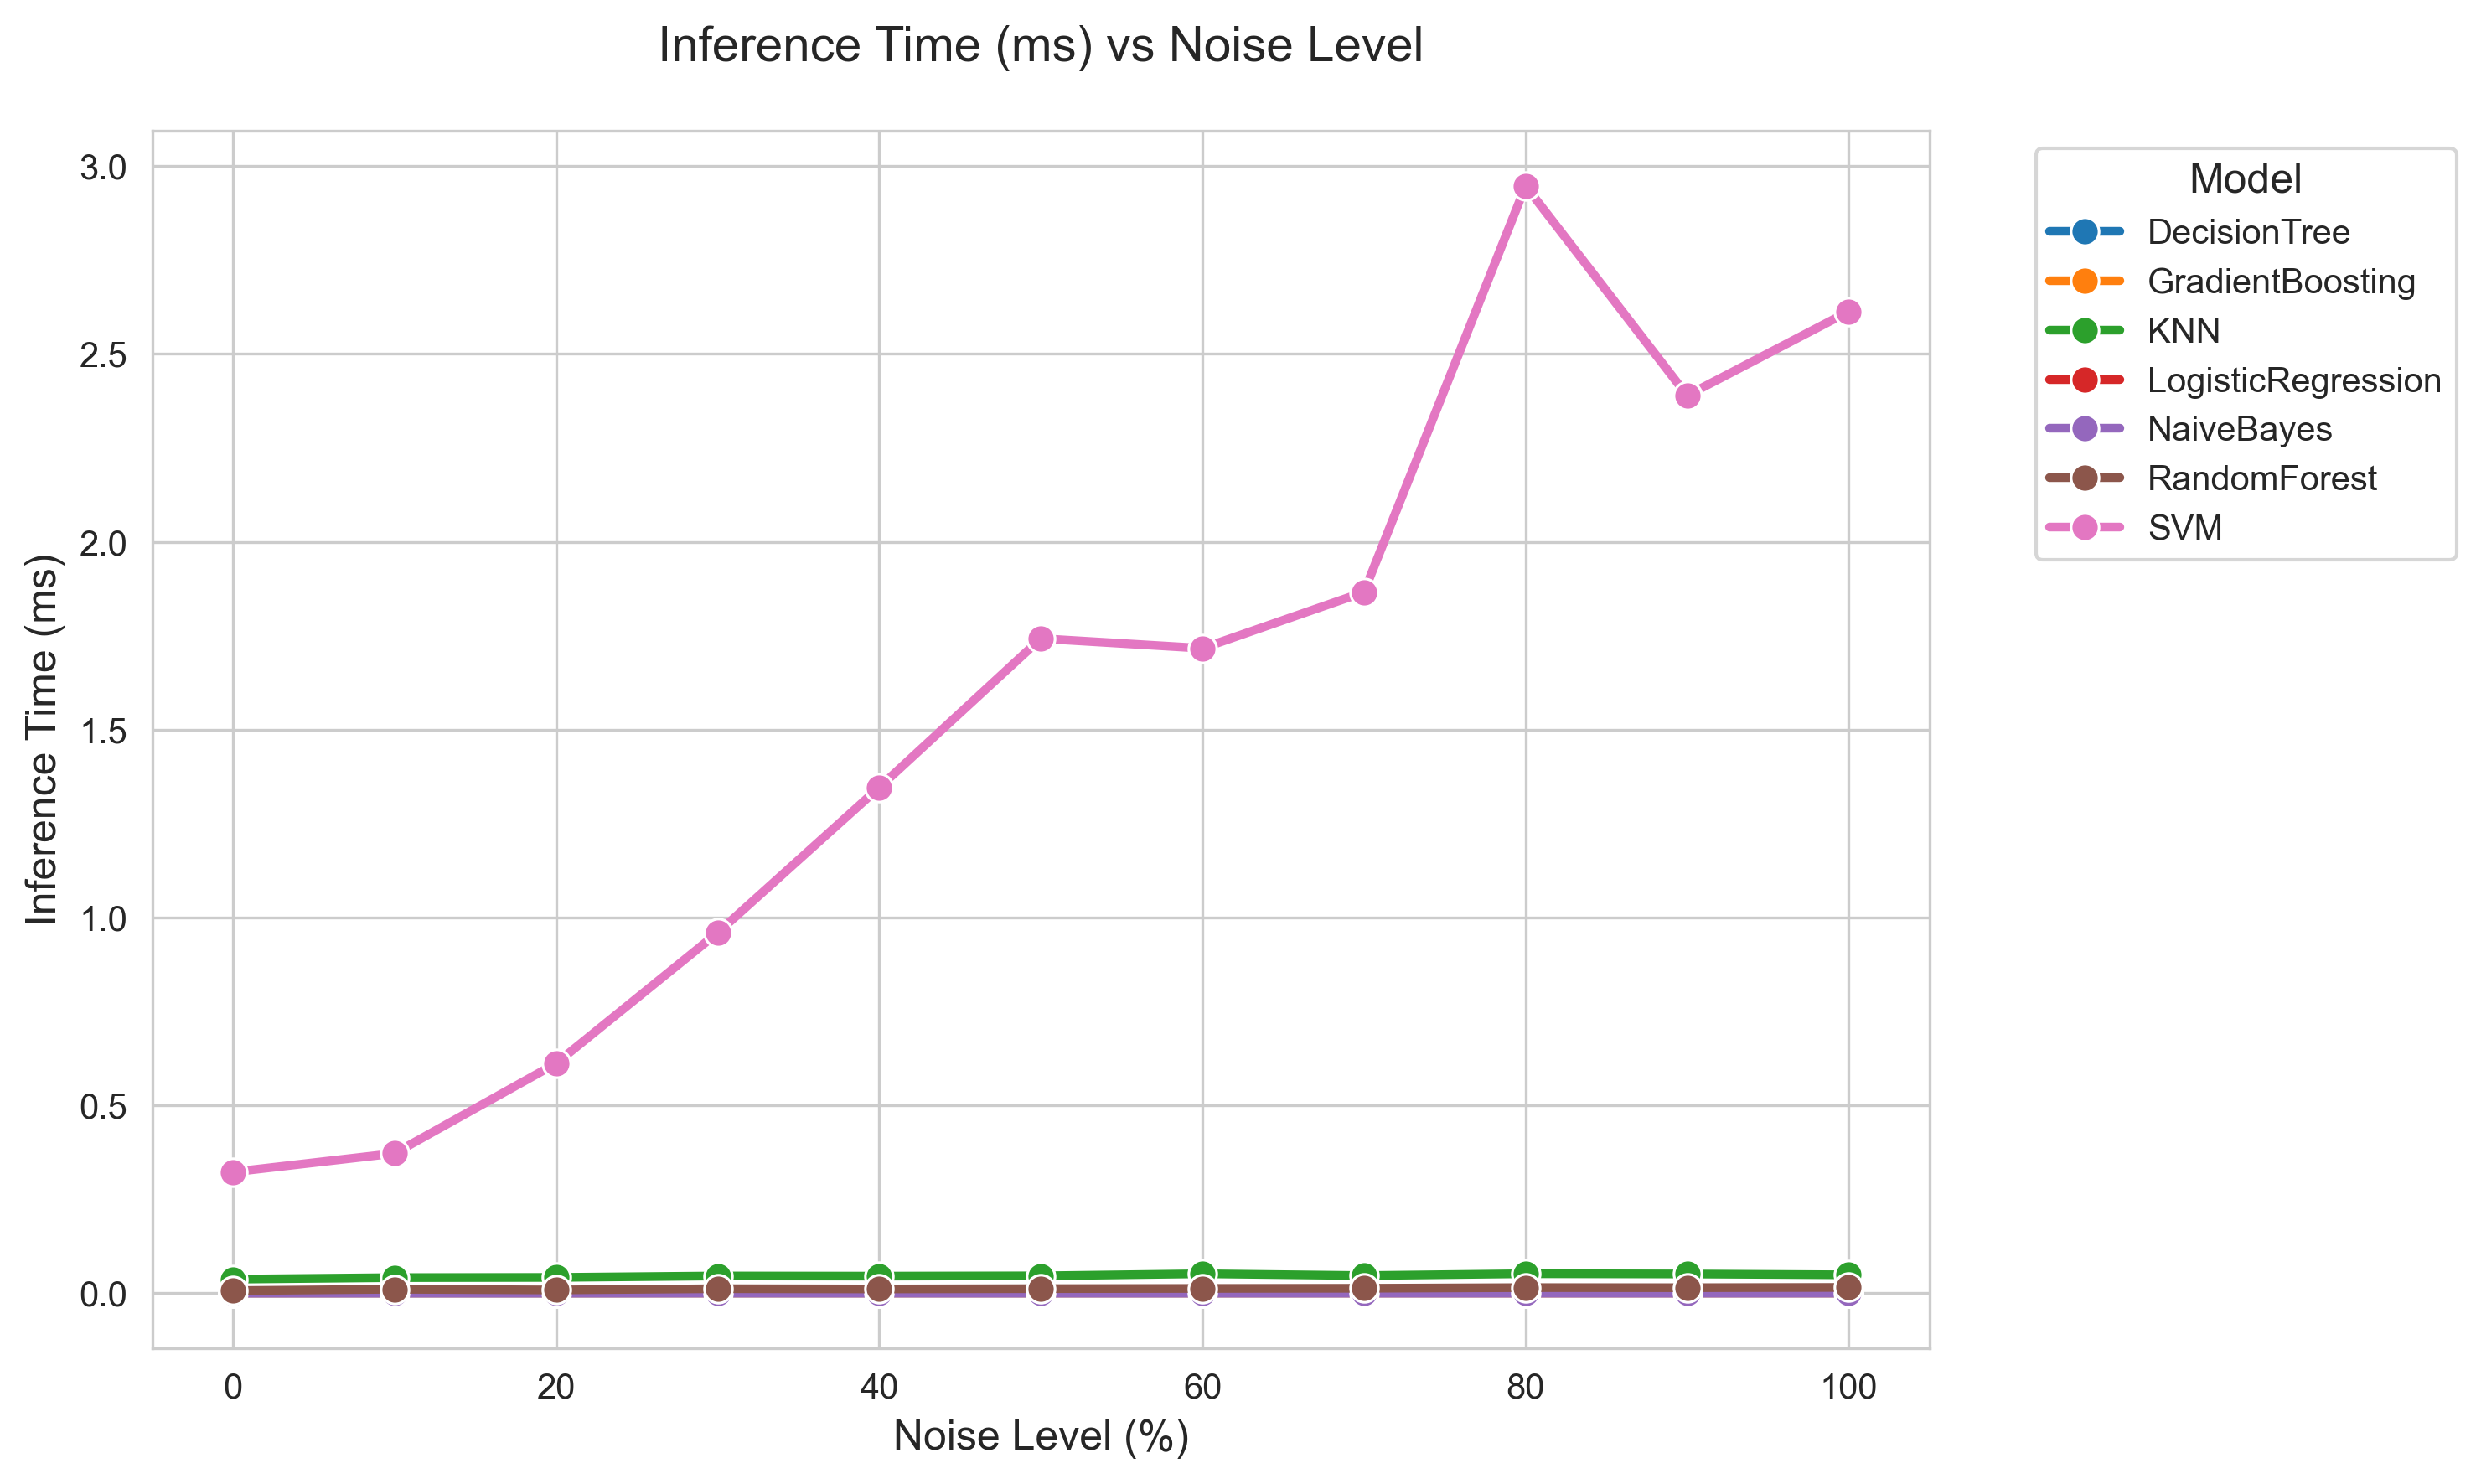 Inference Time (ms) vs Noise Level
Inference Time (ms)
3.0
2.5
2.0
1.5
1.0
0.5
0.0
0 20 40 60 80 100
Noise Level (%)
Model
DecisionTree
GradientBoosting
KNN
LogisticRegression
NaiveBayes
RandomForest
SVM